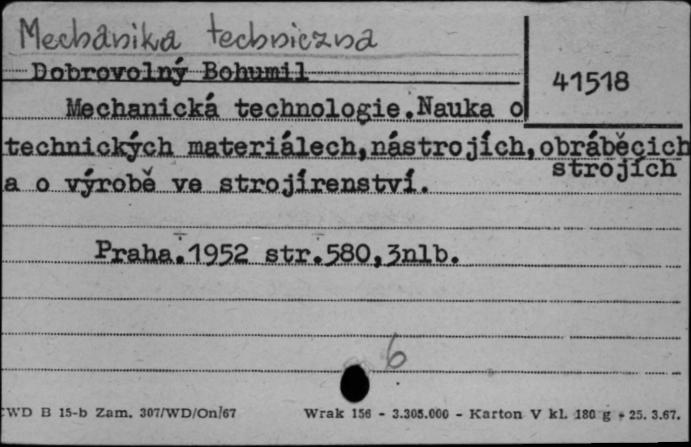 Mechanika techniczna
Dobrovolný Bohumil
41518
Mechanická technologie.Nauka o
technických materiálech,nástrojích,obráběcich
strojích
a o výrobě ve strojírenství.
Praha.1952 str.580,3nlb.
6
WD B 15-b Zam. 307/WD/On/67
Wrak 156 - 3.305.000 - Karton V kl. 180 g - 25. 3.67.